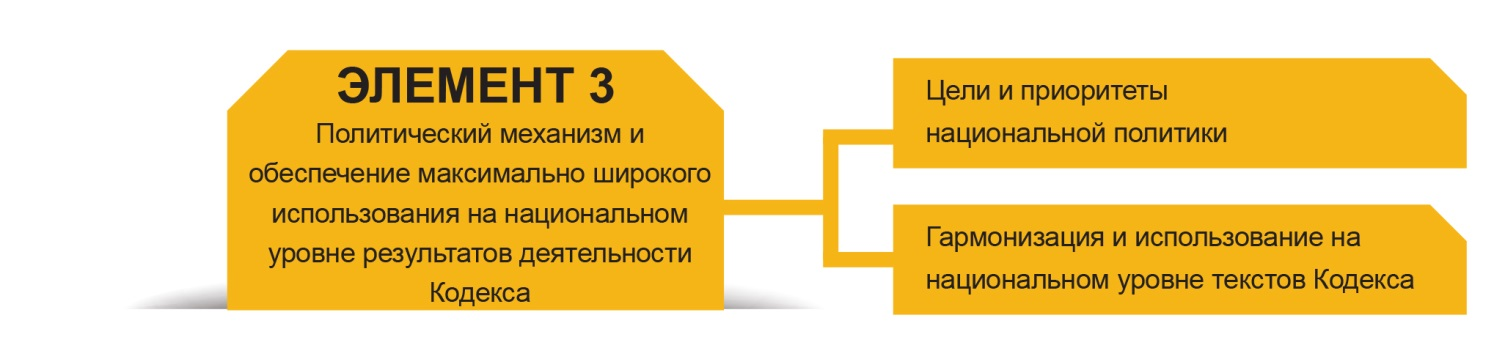 ЭЛЕМЕНТ 3
Политический механизм и
обеспечение максимально широкого
использования на национальном
уровне результатов деятельности
Кодекса
Цели и приоритеты
национальной политики
Гармонизация и использование на
национальном уровне текстов Кодекса